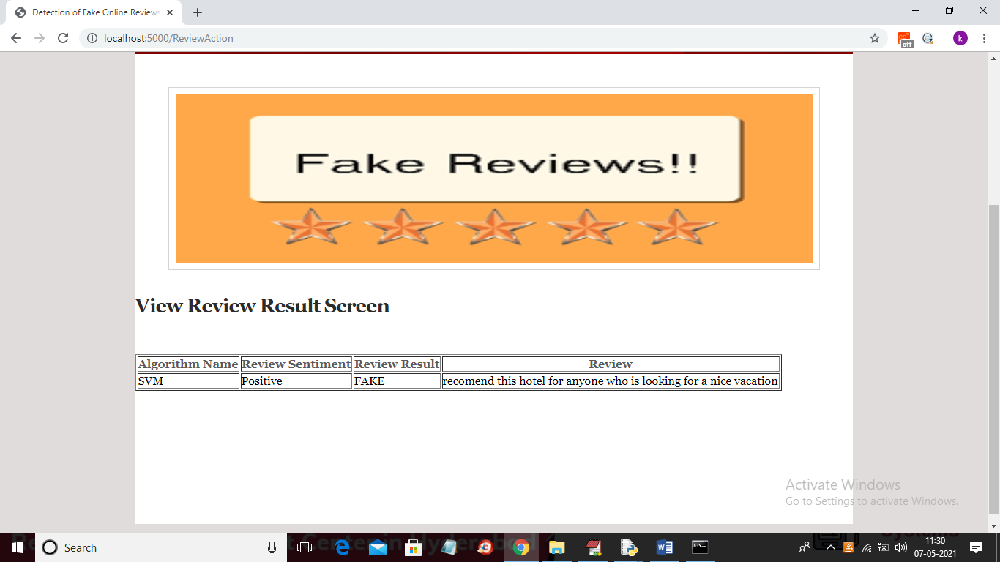 Detection of Fake Online Reviews
localhost:5000/ReviewAction
off
k
Fake Reviews!!
View Review Result Screen
Algorithm Name Review Sentiment Review Result Review
SVM Positive FAKE recomend this hotel for anyone who is looking for a nice vacation
Activate Windows
Go to Settings to activate Windows.
Search
11:30
07-05-2021